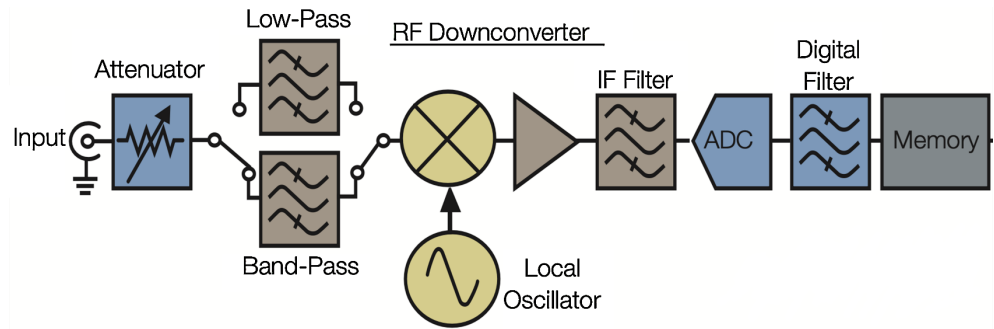 Low-Pass
RF Downconverter
Attenuator
Digital
Filter
IF Filter
Input
ADC
Memory
Band-Pass
Local
Oscillator